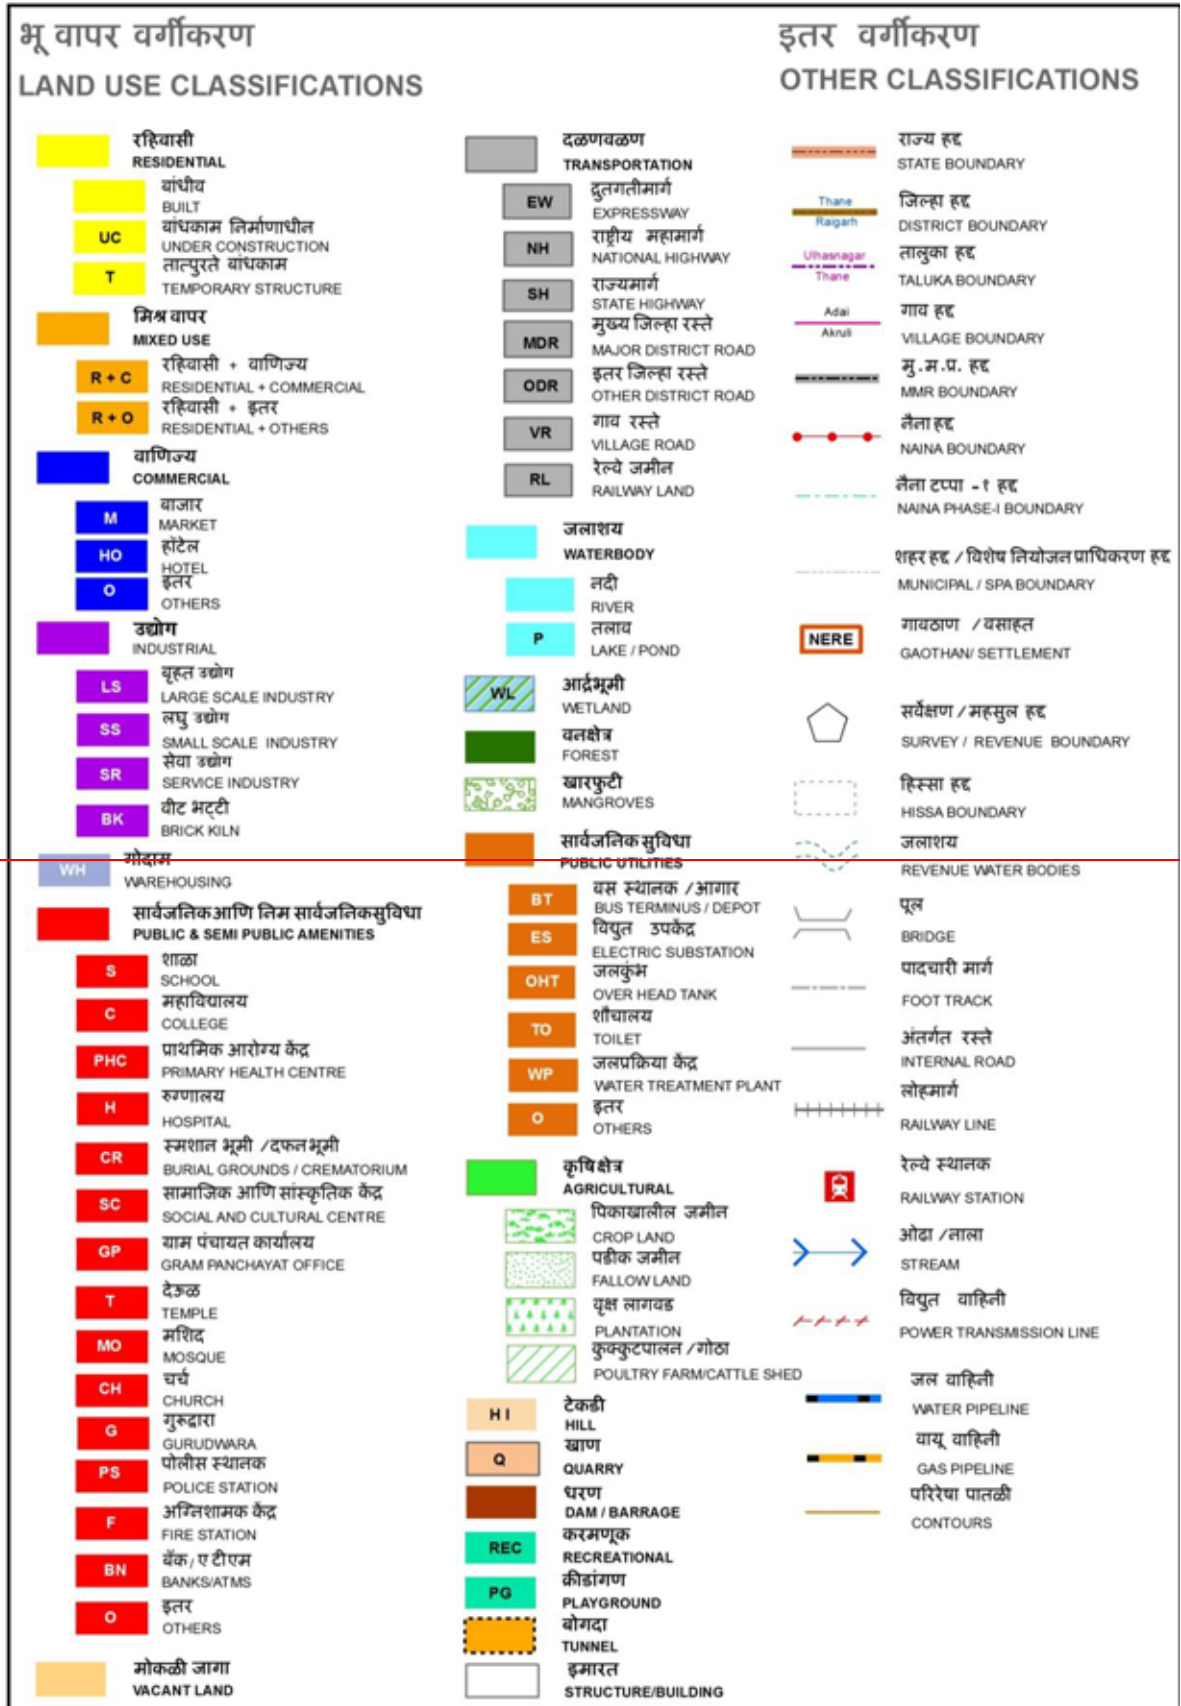 भू वापर वर्गीकरण
LAND USE CLASSIFICATIONS
रहिवासी
RESIDENTIAL
बांधीव
BUILT
UC
बांधकाम निर्माणाधीन
UNDER CONSTRUCTION
T
तात्पुरते बांधकाम
TEMPORARY STRUCTURE
मिश्र वापर
MIXED USE
R + C
रहिवासी + वाणिज्य
RESIDENTIAL + COMMERCIAL
R + O
रहिवासी + इतर
RESIDENTIAL + OTHERS
वाणिज्य
COMMERCIAL
M
बाजार
MARKET
HO
हॉटेल
HOTEL
O
इतर
OTHERS
उद्योग
INDUSTRIAL
LS
बृहत उद्योग
LARGE SCALE INDUSTRY
SS
लघु उद्योग
SMALL SCALE INDUSTRY
SR
सेवा उद्योग
SERVICE INDUSTRY
BK
वीट भट्टी
BRICK KILN
WH
गोदाम
WAREHOUSING
सार्वजनिक आणि निम सार्वजनिक सुविधा
PUBLIC & SEMI PUBLIC AMENITIES
S
शाळा
SCHOOL
C
महाविद्यालय
COLLEGE
PHC
प्राथमिक आरोग्य केंद्र
PRIMARY HEALTH CENTRE
H
रुग्णालय
HOSPITAL
CR
स्मशान भूमी / दफन भूमी
BURIAL GROUNDS / CREMATORIUM
SC
सामाजिक आणि सांस्कृतिक केंद्र
SOCIAL AND CULTURAL CENTRE
GP
ग्राम पंचायत कार्यालय
GRAM PANCHAYAT OFFICE
T
देऊळ
TEMPLE
MO
मशिद
MOSQUE
CH
चर्च
CHURCH
G
गुरूद्वारा
GURUDWARA
PS
पोलीस स्थानक
POLICE STATION
F
अग्निशामक केंद्र
FIRE STATION
BN
बँक/ ए टीएम
BANKS/ATMS
O
इतर
OTHERS
मोकळी जागा
VACANT LAND
दळणवळण
TRANSPORTATION
EW
द्रुतगतीमार्ग
EXPRESSWAY
NH
राष्ट्रीय महामार्ग
NATIONAL HIGHWAY
SH
राज्यमार्ग
STATE HIGHWAY
MDR
मुख्य जिल्हा रस्ते
MAJOR DISTRICT ROAD
ODR
इतर जिल्हा रस्ते
OTHER DISTRICT ROAD
VR
गाव रस्ते
VILLAGE ROAD
RL
रेल्वे जमीन
RAILWAY LAND
जलाशय
WATERBODY
नदी
RIVER
P
तलाव
LAKE / POND
WL
आर्द्रभूमी
WETLAND
वनक्षेत्र
FOREST
खारफुटी
MANGROVES
सार्वजनिक सुविधा
PUBLIC UTILITIES
BT
बस स्थानक / आगार
BUS TERMINUS / DEPOT
ES
विद्युत उपकेंद्र
ELECTRIC SUBSTATION
OHT
जलकुंभ
OVER HEAD TANK
TO
शौचालय
TOILET
WP
जलप्रक्रिया केंद्र
WATER TREATMENT PLANT
O
इतर
OTHERS
कृषिक्षेत्र
AGRICULTURAL
पिकाखालील जमीन
CROP LAND
पडीक जमीन
FALLOW LAND
वृक्ष लागवड
PLANTATION
कुक्कुटपालन / गोठा
POULTRY FARM/CATTLE SHED
H I
टेकडी
HILL
Q
खाण
QUARRY
धरण
DAM / BARRAGE
REC
करमणूक
RECREATIONAL
PG
क्रीडांगण
PLAYGROUND
बोगदा
TUNNEL
इमारत
STRUCTURE/BUILDING
इतर वर्गीकरण
OTHER CLASSIFICATIONS
राज्य हद्द
STATE BOUNDARY
Thane
Raigarh
जिल्हा हद्द
DISTRICT BOUNDARY
Ulhasnagar
Thane
तालुका हद्द
TALUKA BOUNDARY
Adai
Akruli
गाव हद्द
VILLAGE BOUNDARY
मु.म.प्र. हद्द
MMR BOUNDARY
नैना हद्द
NAINA BOUNDARY
नैना टप्पा -१ हद्द
NAINA PHASE-I BOUNDARY
शहर हद्द / विशेष नियोजन प्राधिकरण हद्द
MUNICIPAL / SPA BOUNDARY
NERE
गावठाण / वसाहत
GAOTHAN/ SETTLEMENT
सर्वेक्षण / महसुल हद्द
SURVEY / REVENUE BOUNDARY
हिस्सा हद्द
HISSA BOUNDARY
जलाशय
REVENUE WATER BODIES
पूल
BRIDGE
पादचारी मार्ग
FOOT TRACK
अंतर्गत रस्ते
INTERNAL ROAD
लोहमार्ग
RAILWAY LINE
रेल्वे स्थानक
RAILWAY STATION
ओढा / नाला
STREAM
विद्युत वाहिनी
POWER TRANSMISSION LINE
जल वाहिनी
WATER PIPELINE
वायू वाहिनी
GAS PIPELINE
परिरेषा पातळी
CONTOURS